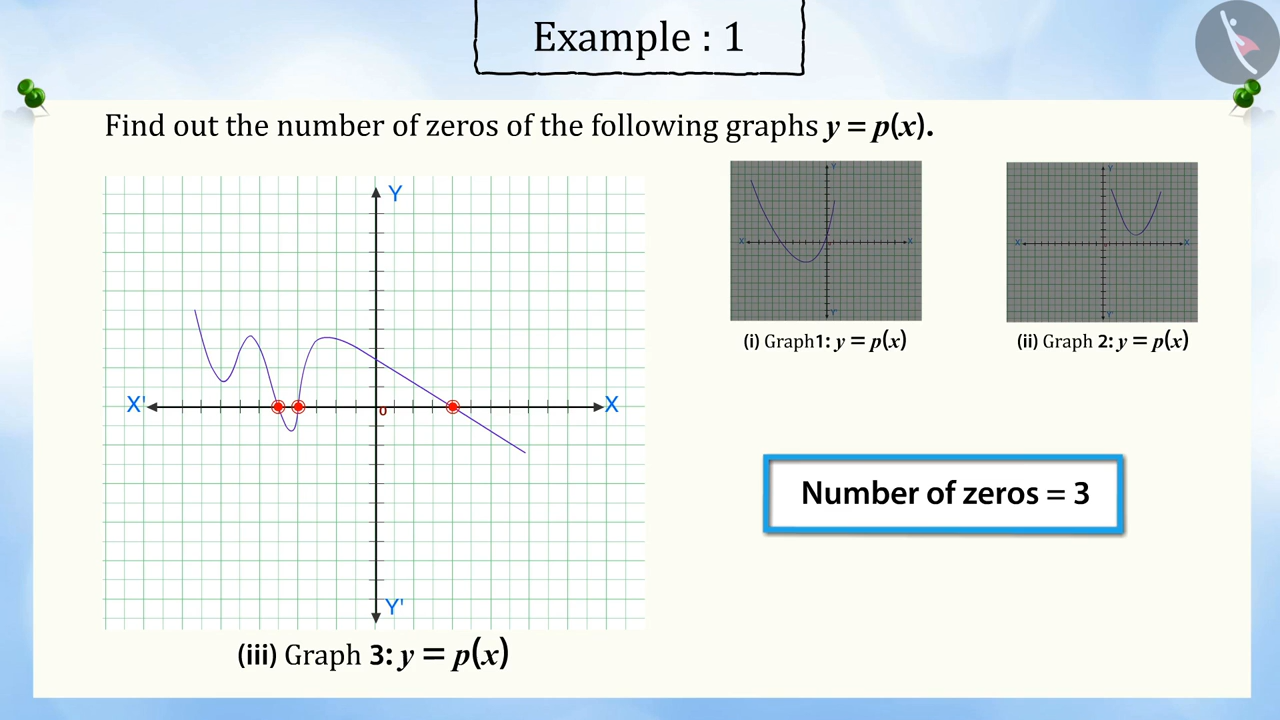 Example : 1
Find out the number of zeros of the following graphs y = p(x).
Y
X'
o
X
Y'
(iii) Graph 3: y = p(x)
Y
X'
X
Y'
(i) Graph1: y = p(x)
Y
X'
X
Y'
(ii) Graph 2: y = p(x)
Number of zeros = 3